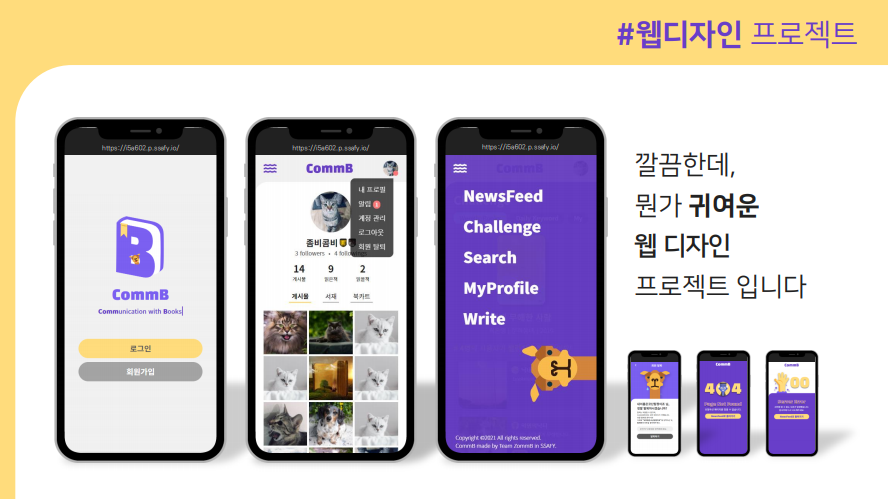 #웹디자인 프로젝트
https://i5a602.p.ssafy.io/
B
CommB
Communication with Books
로그인
회원가입
https://i5a602.p.ssafy.io/
CommB
내 프로필
알림 1
계정 관리
로그아웃
회원 탈퇴
좀비콤비
3 followers • 4 followings
14 9 2
게시물 읽은책 읽을책
게시물 서재 북카트
https://i5a602.p.ssafy.io/
CommB
NewsFeed
Challenge
Search
MyProfile
Write
Copyright ©2021 All rights reserved.
CommB made by Team ZommB in SSAFY.
깔끔한데,
뭔가 귀여운
웹 디자인
프로젝트 입니다
CommB
404
Page Not Found
CommB
500
Server Error